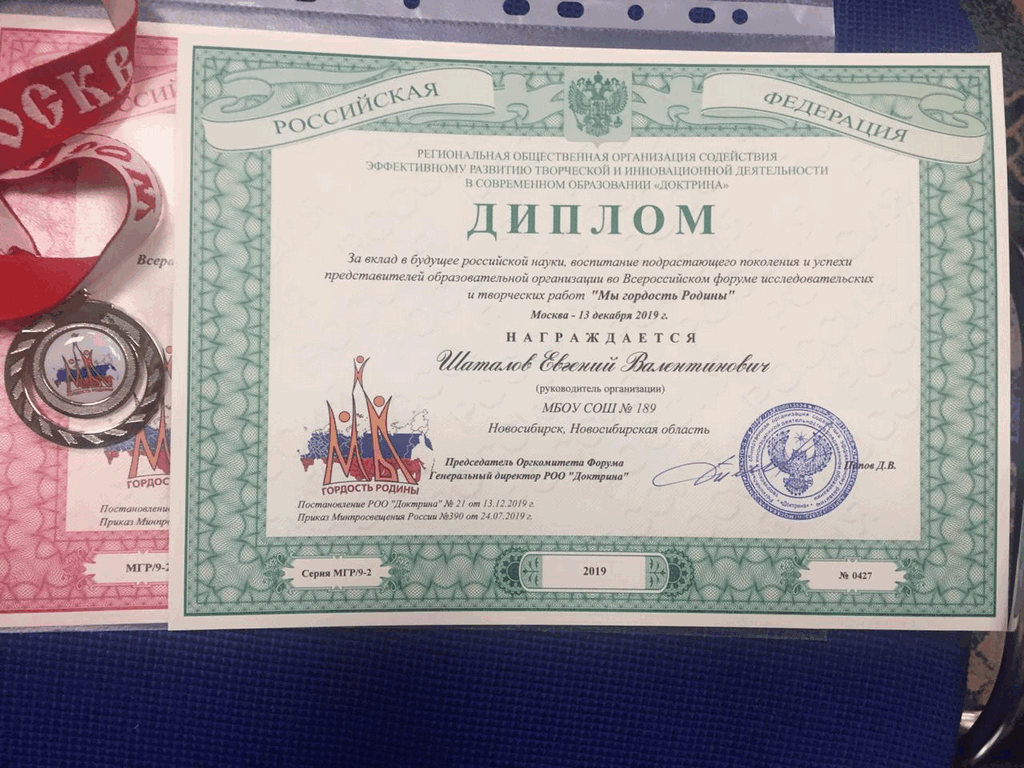 РОССИЙСКАЯ
ФЕДЕРАЦИЯ
РЕГИОНАЛЬНАЯ ОБЩЕСТВЕННАЯ ОРГАНИЗАЦИЯ СОДЕЙСТВИЯ
ЭФФЕКТИВНОМУ РАЗВИТИЮ ТВОРЧЕСКОЙ И ИННОВАЦИОННОЙ ДЕЯТЕЛЬНОСТИ
В СОВРЕМЕННОМ ОБРАЗОВАНИИ «ДОКТРИНА»
ДИПЛОМ
За вклад в будущее российской науки, воспитание подрастающего поколения и успехи
представителей образовательной организации во Всероссийском форуме исследовательских
и творческих работ "Мы гордость Родины"
Москва - 13 декабря 2019 г.
НАГРАЖДАЕТСЯ
Шаталов Евгений Валентинович
(руководитель организации)
МБОУ СОШ № 189
Новосибирск, Новосибирская область
ГОРДОСТЬ РОДИНЫ
Председатель Оргкомитета Форума
Генеральный директор РОО "Доктрина"
Попов Д.В.
Постановление РОО "Доктрина" № 21 от 13.12.2019 г.
Приказ Минпросвещения России №390 от 24.07.2019 г.
Серия МГР/9-2
2019
№ 0427
ОСКВ
Всеро
ГОРДОС
Постановле
Приказ Минпро
МГР/9-2